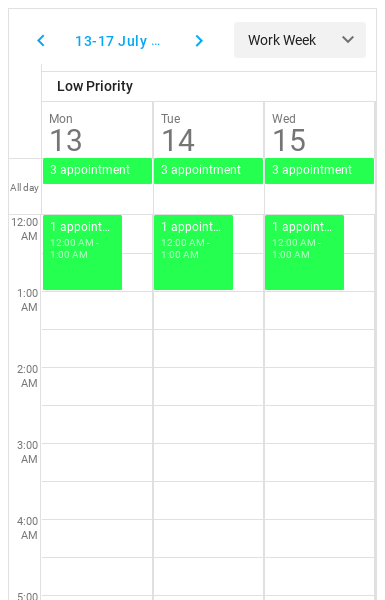 13-17 July ...
Work Week
Low Priority
Mon
13
Tue
14
Wed
15
All day
3 appointment
3 appointment
3 appointment
12:00
AM
1 appoint...
12:00 AM -
1:00 AM
1 appoint...
12:00 AM -
1:00 AM
1 appoint...
12:00 AM -
1:00 AM
1:00
AM
2:00
AM
3:00
AM
4:00
AM
5:00